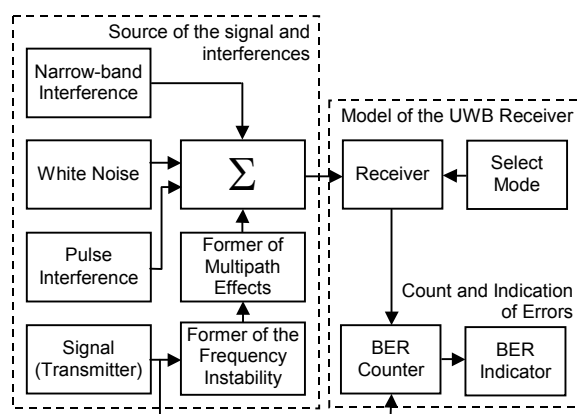 Source of the signal and
interferences
Narrow-band
Interference
Model of the UWB Receiver
White Noise
Σ
Receiver
Select
Mode
Pulse
Interference
Former of
Multipath
Effects
Count and Indication
of Errors
Signal
(Transmitter)
Former of the
Frequency
Instability
BER
Counter
BER
Indicator